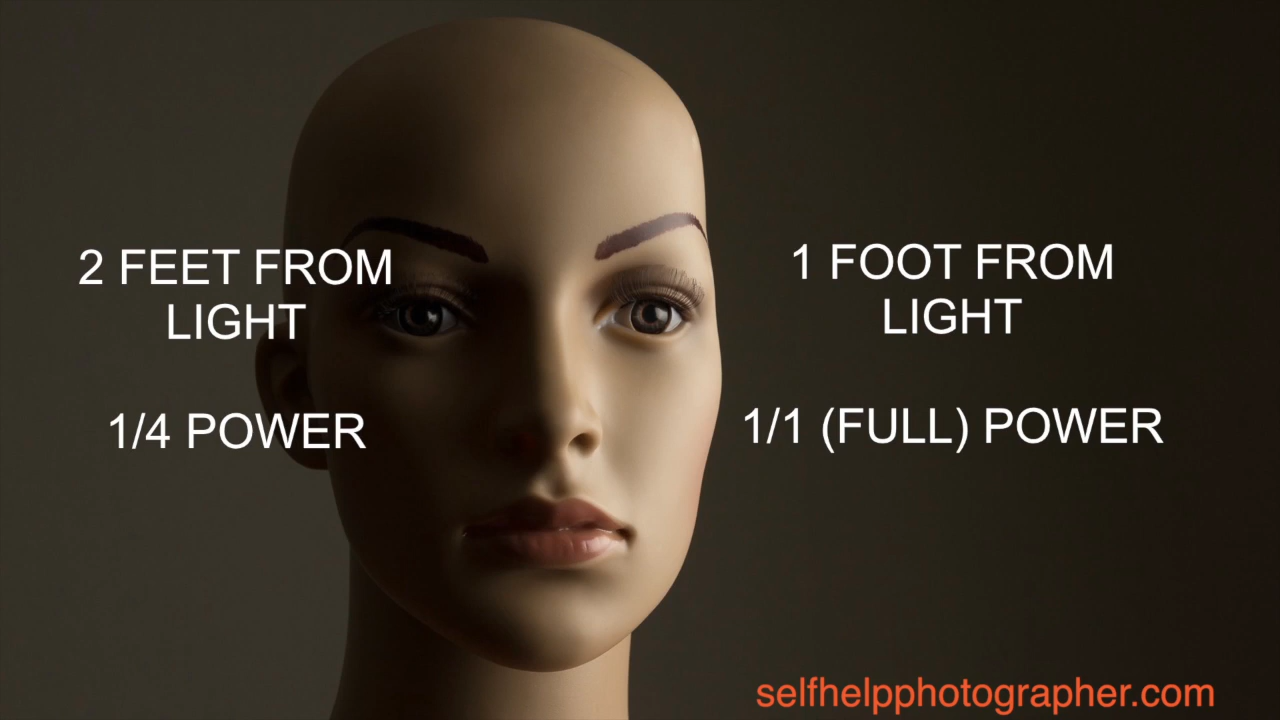 2 FEET FROM
LIGHT
1/4 POWER
1 FOOT FROM
LIGHT
1/1 (FULL) POWER
selfhelpphotographer.com